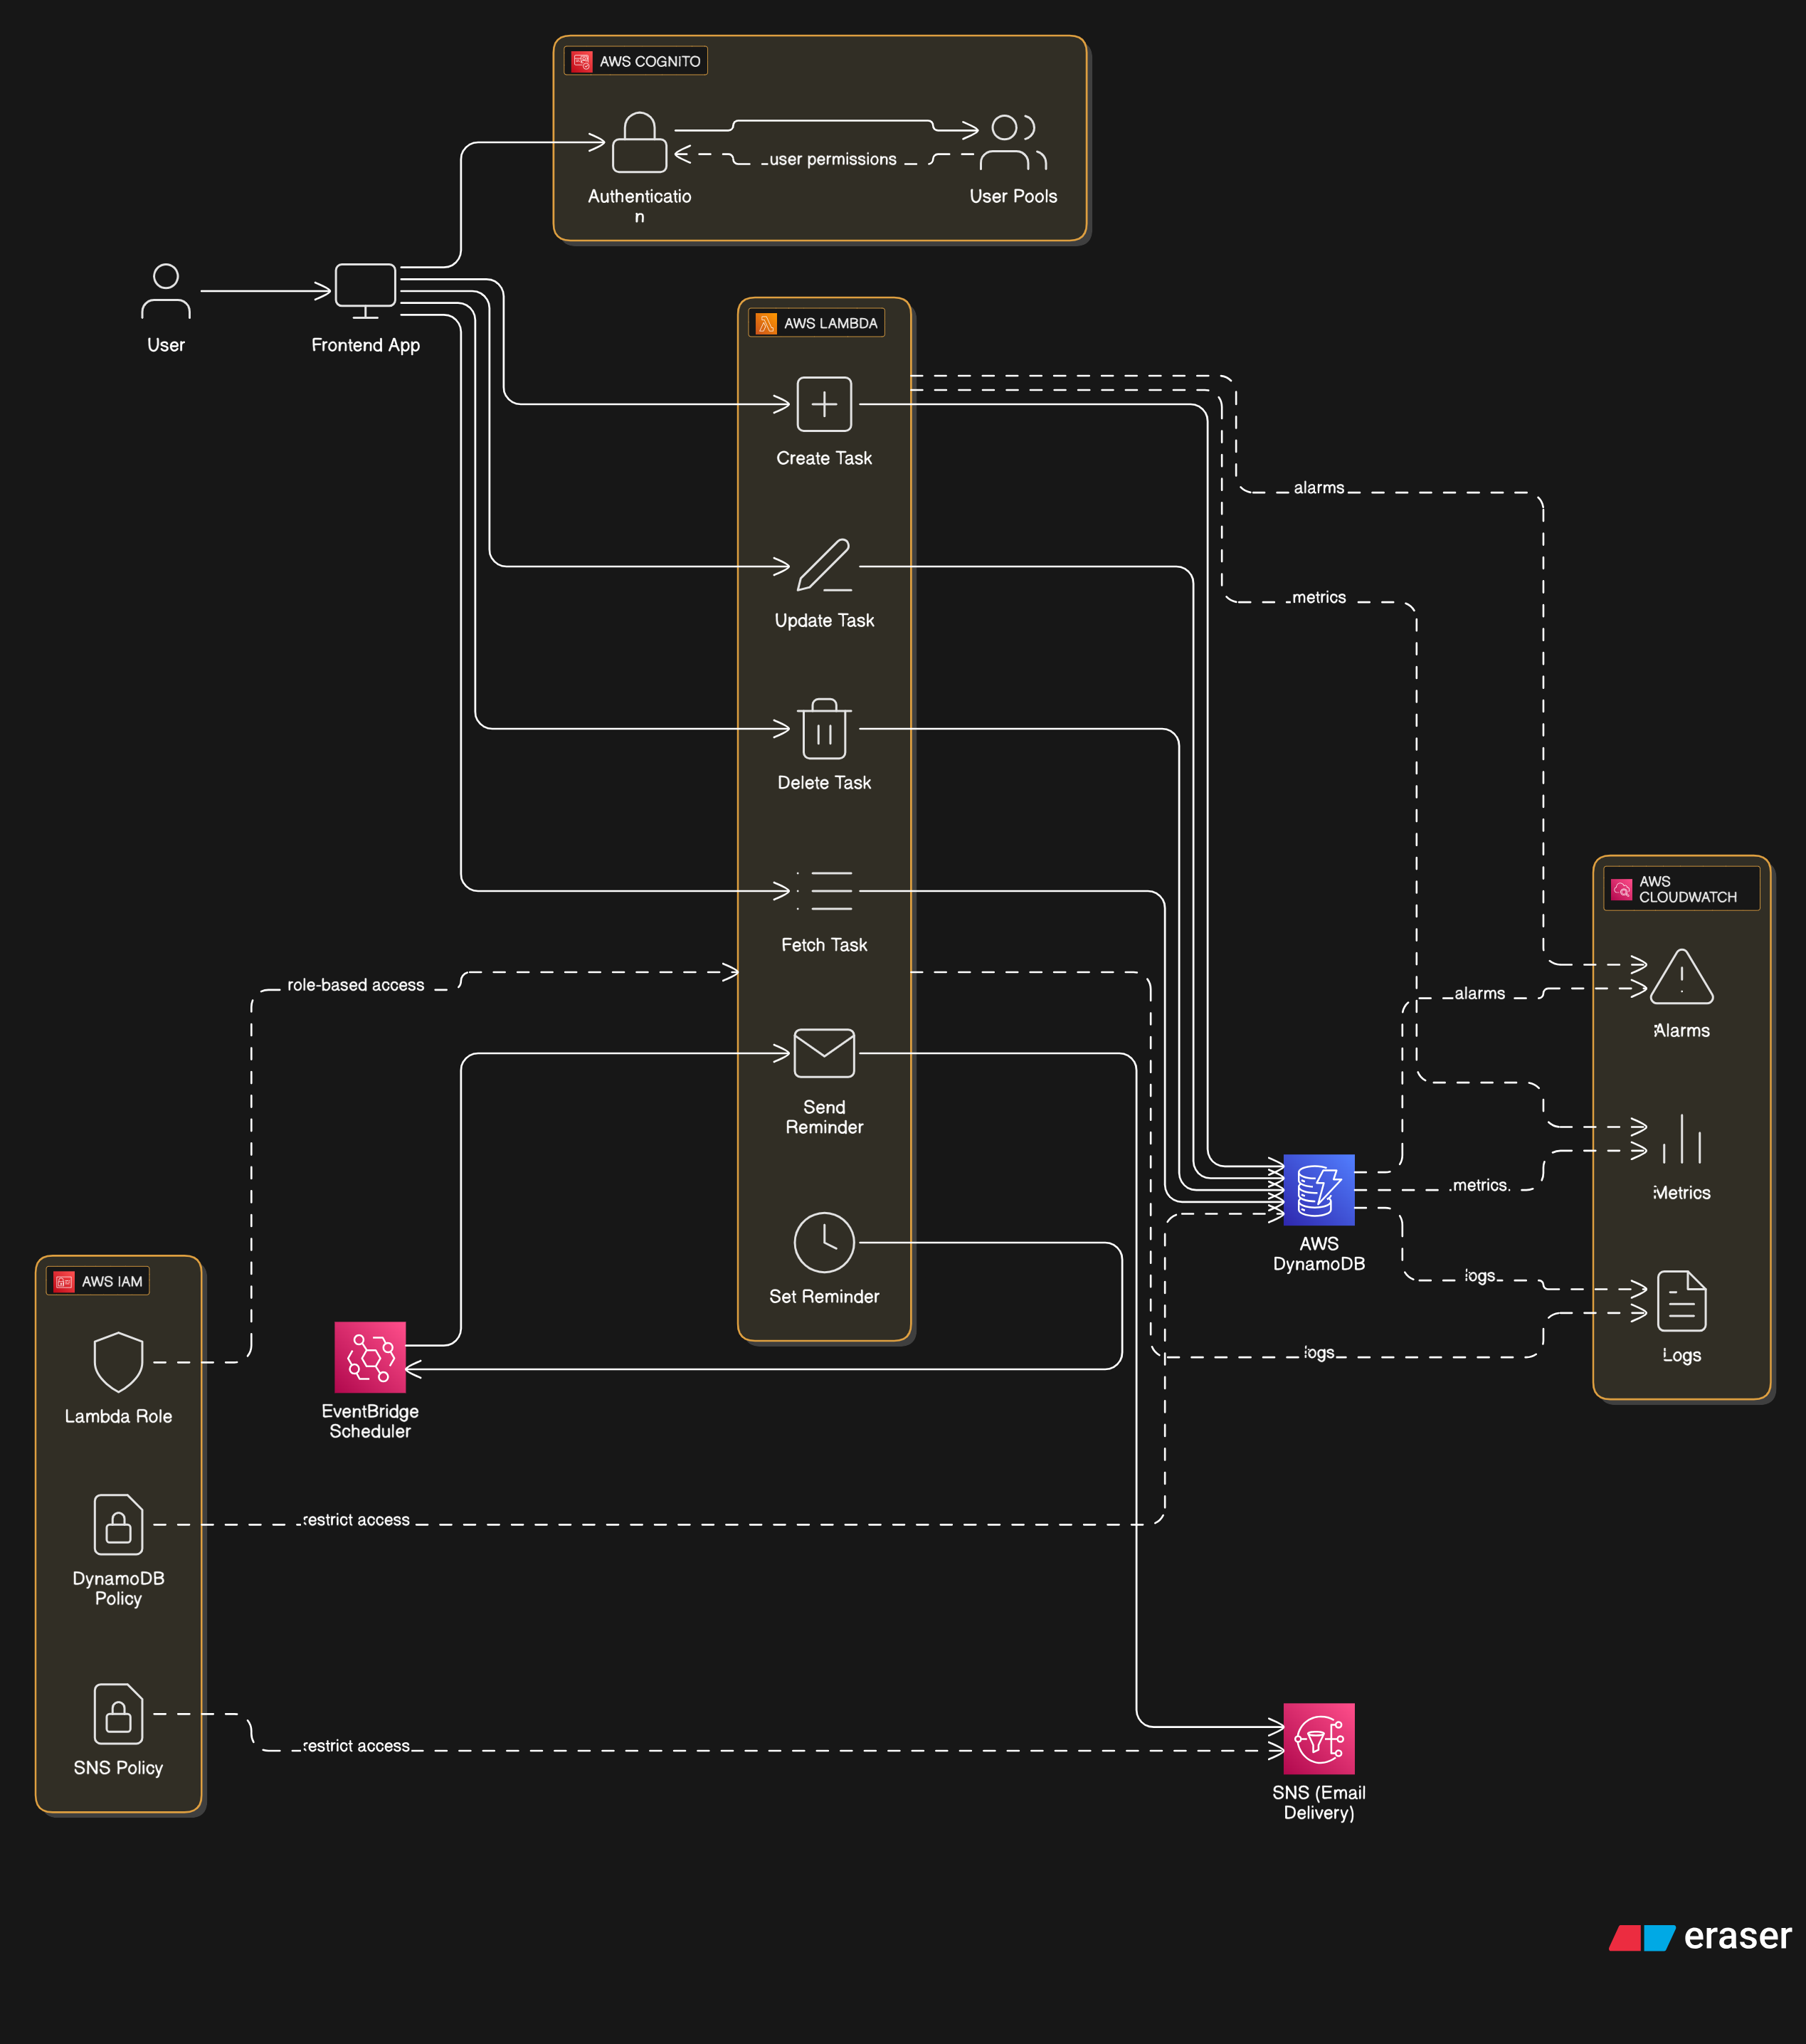 AWS COGNITO
user permissions
Authenticatio
n
User Pools
User
Frontend App
AWS LAMBDA
Create Task
alarms
metrics
Update Task
Delete Task
AWS
CLOUDWATCH
Fetch Task
role-based access
alarms
Alarms
Send
Reminder
metrics
Metrics
AWS
DynamoDB
AWS IAM
Set Reminder
logs
logs
Logs
Lambda Role
EventBridge
Scheduler
restrict access
DynamoDB
Policy
restrict access
SNS Policy
SNS (Email
Delivery)
eraser